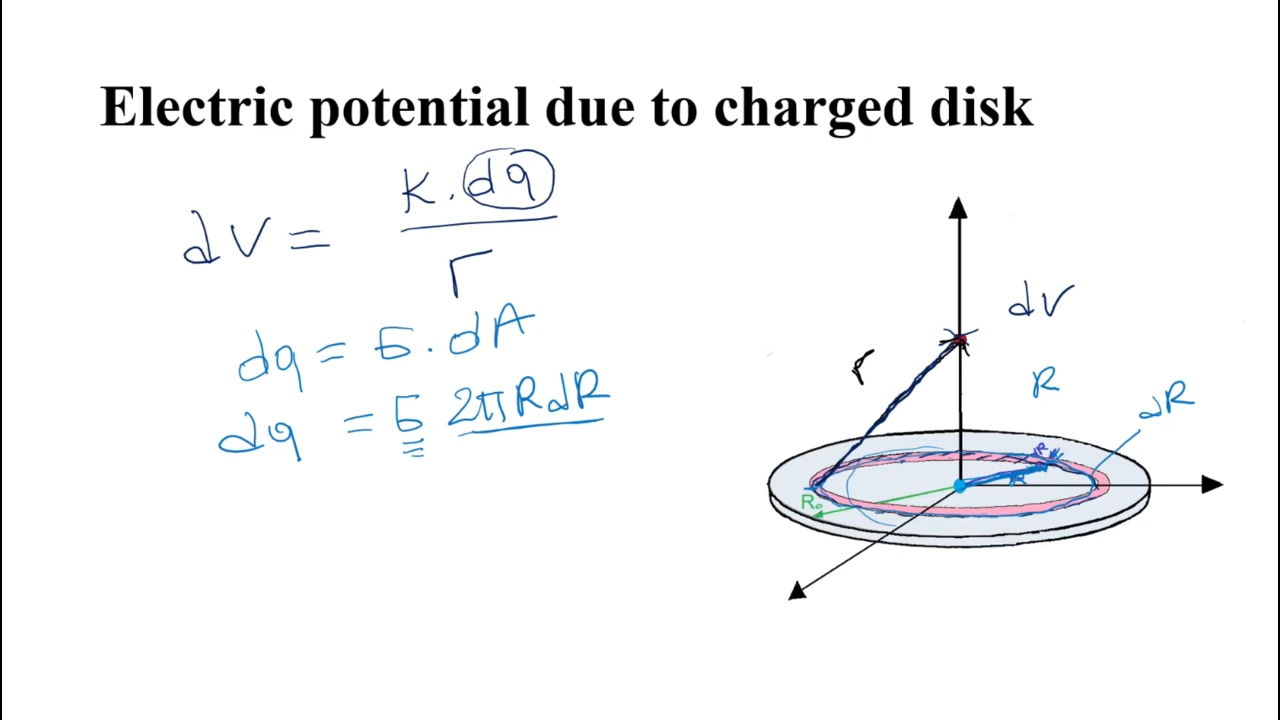 Electric potential due to charged disk
dV = K.dq / r
dq = σ.dA
dq = σ 2πRdR
dV
r
R
dR
R
R
R₀